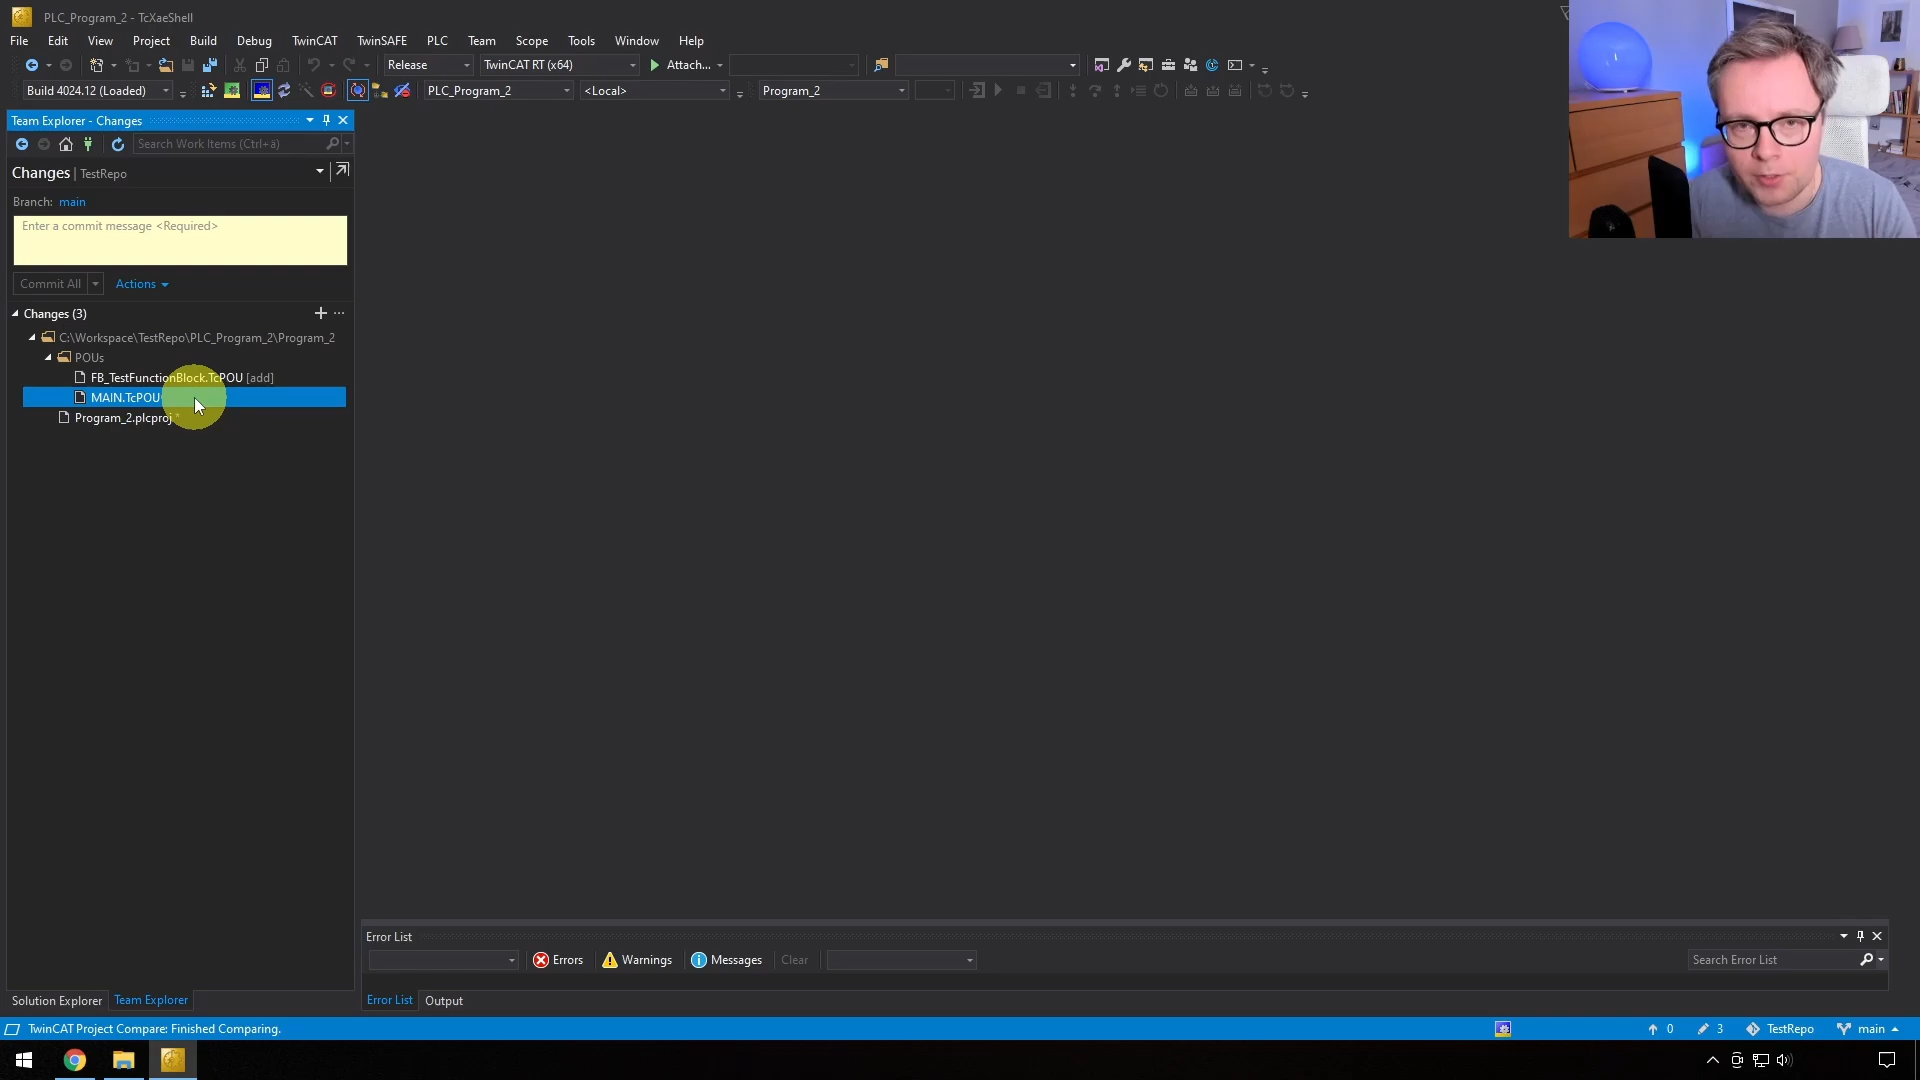 PLC_Program_2 - TcXaeShell
File Edit View Project Build Debug TwinCAT TwinSAFE PLC Team Scope Tools Window Help
Release TwinCAT RT (x64) Attach...
Build 4024.12 (Loaded) PLC_Program_2 <Local> Program_2
Team Explorer - Changes
Search Work Items (Ctrl+ä)
Changes | TestRepo
Branch: main
Enter a commit message <Required>
Commit All Actions
Changes (3)
C:\Workspace\TestRepo\PLC_Program_2\Program_2
POUs
FB_TestFunctionBlock.TcPOU [add]
MAIN.TcPOU
Program_2.plcproj *
Error List
Errors Warnings Messages Clear Search Error List
Solution Explorer Team Explorer Error List Output
TwinCAT Project Compare: Finished Comparing. 0 3 TestRepo main